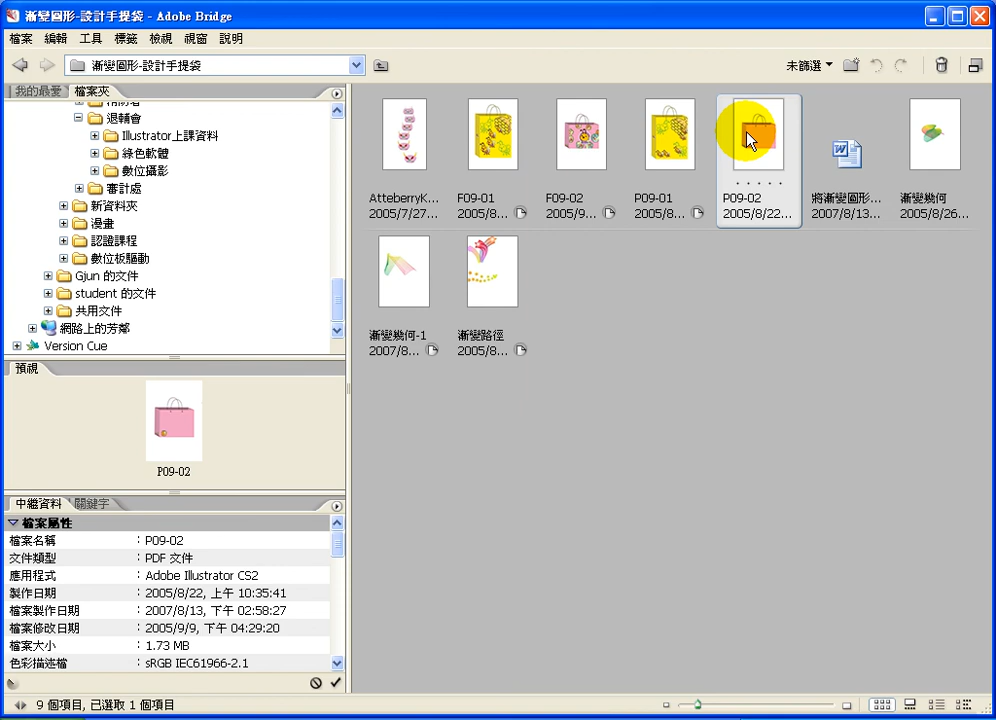 漸變圖形-設計手提袋 - Adobe Bridge
檔案 編輯 工具 標籤 檢視 視窗 說明
漸變圖形-設計手提袋
未篩選
我的最愛 檔案夾
退輔會
Illustrator上課資料
綠色軟體
數位攝影
審計處
新資料夾
漫畫
認證課程
數位板驅動
Gjun 的文件
student 的文件
共用文件
網路上的芳鄰
Version Cue
預視
P09-02
中繼資料 關鍵字
檔案屬性
檔案名稱 : P09-02
文件類型 : PDF 文件
應用程式 : Adobe Illustrator CS2
製作日期 : 2005/8/22, 上午 10:35:41
檔案製作日期 : 2007/8/13, 下午 02:58:27
檔案修改日期 : 2005/9/9, 下午 04:29:20
檔案大小 : 1.73 MB
色彩描述檔 : sRGB IEC61966-2.1
AtteberryK... F09-01 F09-02 P09-01 P09-02 將漸變圖形... 漸變幾何
2005/7/27... 2005/8... 2005/9... 2005/8... 2005/8/22... 2007/8/13... 2005/8/26...
漸變幾何-1 漸變路徑
2007/8... 2005/8...
9 個項目, 已選取 1 個項目